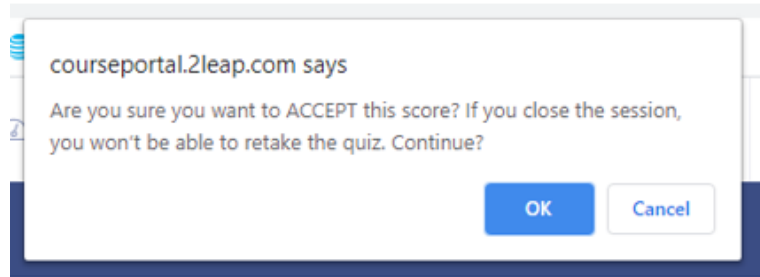 courseportal.2leap.com says
Are you sure you want to ACCEPT this score? If you close the session,
you won't be able to retake the quiz. Continue?
OK Cancel